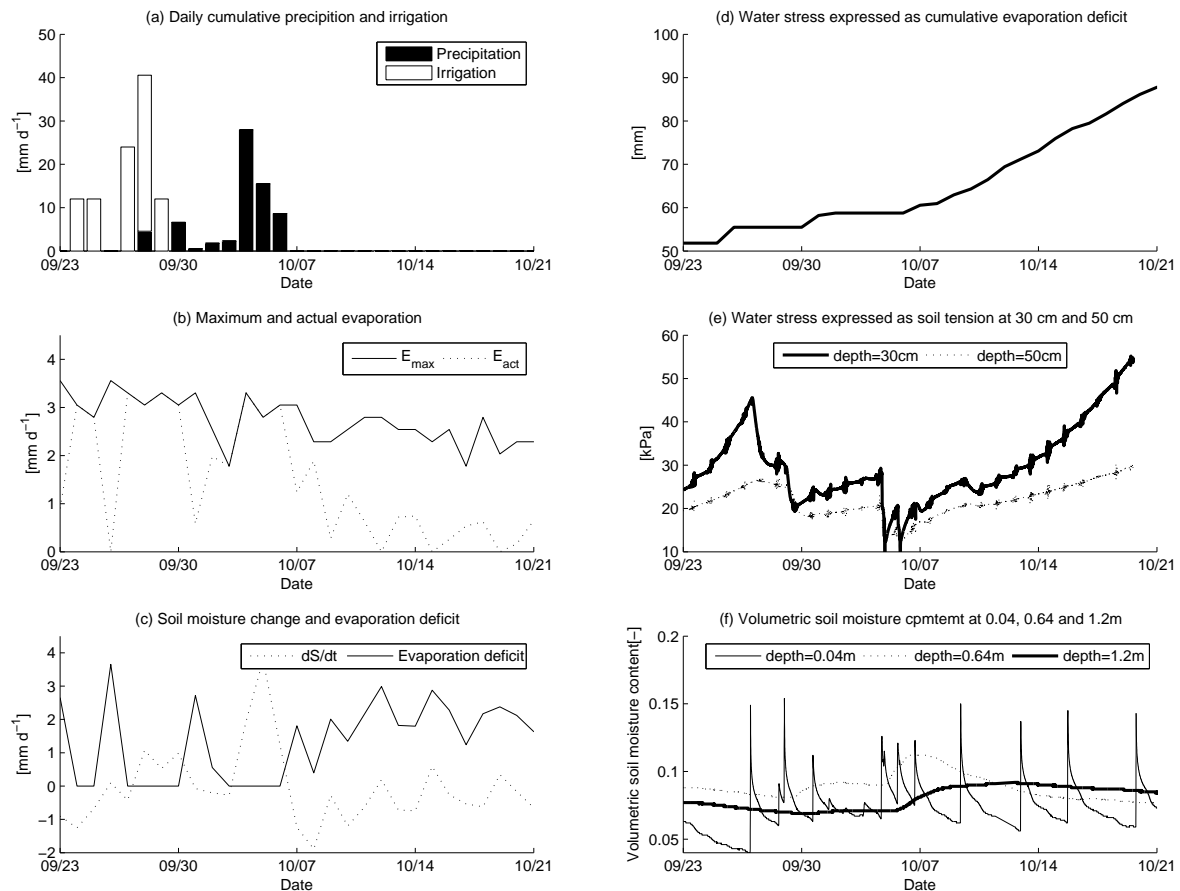 (a) Daily cumulative precipition and irrigation
50
40
30
20
10
0
[mm d⁻¹]
Precipitation
Irrigation
09/23 09/30 10/07 10/14 10/21
Date
(d) Water stress expressed as cumulative evaporation deficit
100
90
80
70
60
50
[mm]
09/23 09/30 10/07 10/14 10/21
Date
(b) Maximum and actual evaporation
4
3
2
1
0
[mm d⁻¹]
E_max E_act
09/23 09/30 10/07 10/14 10/21
Date
(e) Water stress expressed as soil tension at 30 cm and 50 cm
60
50
40
30
20
10
[kPa]
depth=30cm depth=50cm
09/23 09/30 10/07 10/14 10/21
Date
(c) Soil moisture change and evaporation deficit
4
3
2
1
0
−1
−2
[mm d⁻¹]
dS/dt Evaporation deficit
09/23 09/30 10/07 10/14 10/21
Date
(f) Volumetric soil moisture cpmtemt at 0.04, 0.64 and 1.2m
0.2
0.15
0.1
0.05
Volumetric soil moisture content[−]
depth=0.04m depth=0.64m depth=1.2m
09/23 09/30 10/07 10/14 10/21
Date